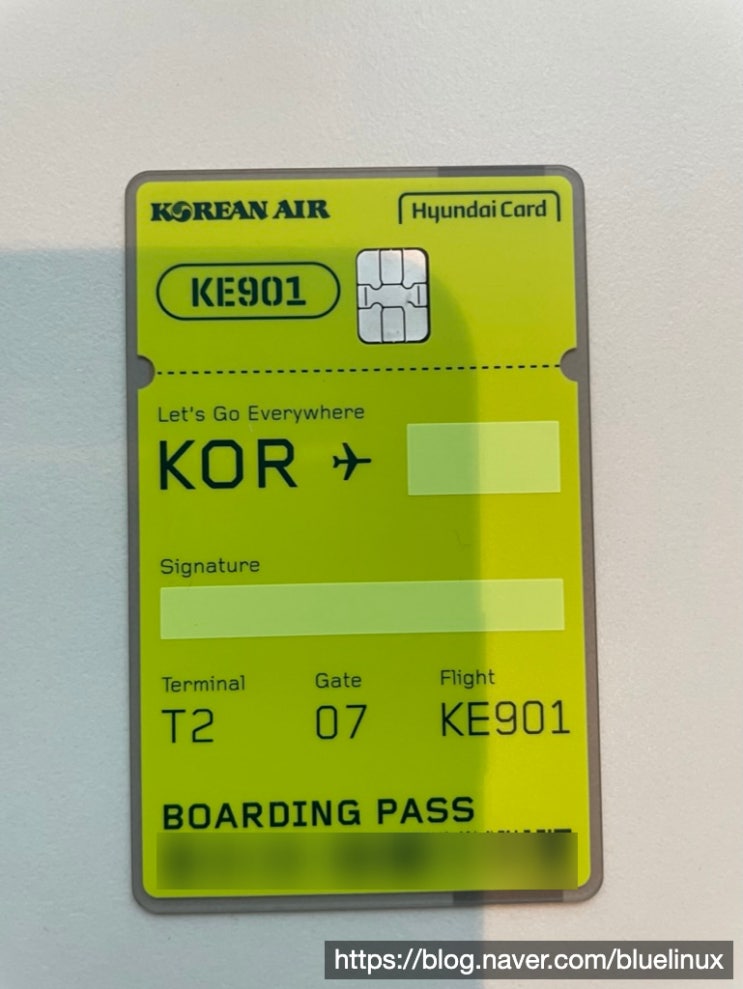 KOREAN AIR
Hyundai Card
KE901
Let's Go Everywhere
KOR
Signature
Terminal Gate Flight
T2 07 KE901
BOARDING PASS
https://blog.naver.com/bluelinux